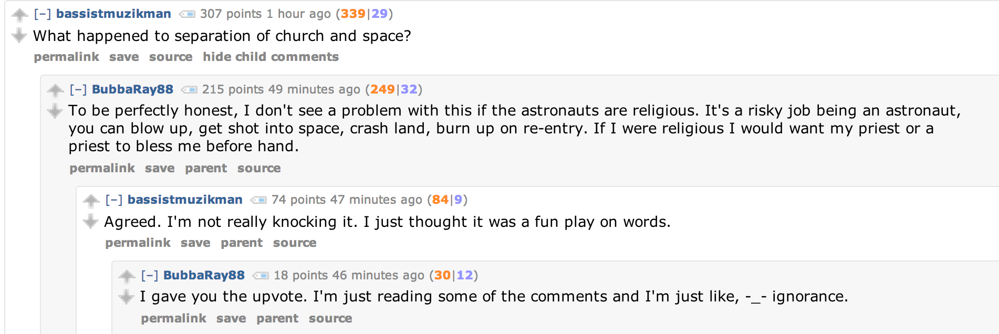 [–] bassistmuzikman 307 points 1 hour ago (339|29)
What happened to separation of church and space?
permalink save source hide child comments
[–] BubbaRay88 215 points 49 minutes ago (249|32)
To be perfectly honest, I don't see a problem with this if the astronauts are religious. It's a risky job being an astronaut,
you can blow up, get shot into space, crash land, burn up on re-entry. If I were religious I would want my priest or a
priest to bless me before hand.
permalink save parent source
[–] bassistmuzikman 74 points 47 minutes ago (84|9)
Agreed. I'm not really knocking it. I just thought it was a fun play on words.
permalink save parent source
[–] BubbaRay88 18 points 46 minutes ago (30|12)
I gave you the upvote. I'm just reading some of the comments and I'm just like, -_- ignorance.
permalink save parent source